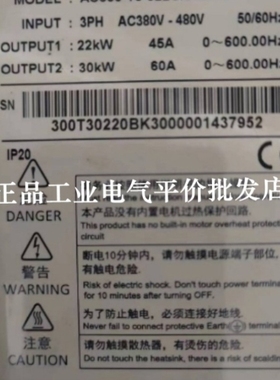 INPUT : 3PH AC380V - 480V 50/60Hz
OUTPUT1 : 22kW 45A 0~600.00Hz
OUTPUT2 : 30kW 60A 0~600.00Hz
SN
300T30220BK3000001437952
IP20
正品工业电气平价批发店
DANGER
本产品没有内置电机过热保护回路.
This product has no built-in motor overheat protection
circuit
断电10分钟内，请勿触摸电源端子部位,
有触电危险.
警告
WARNING
Risk of electric shock. Don't touch power terminal
for 10 minutes after turning OFF.
为了防止触电，必须连接好地线.
Never to connect protective Earth terminal
注意
CAUTION
请勿触摸散热器，有烫伤的危险.
Do not touch the heatsink, there is a risk of scalding